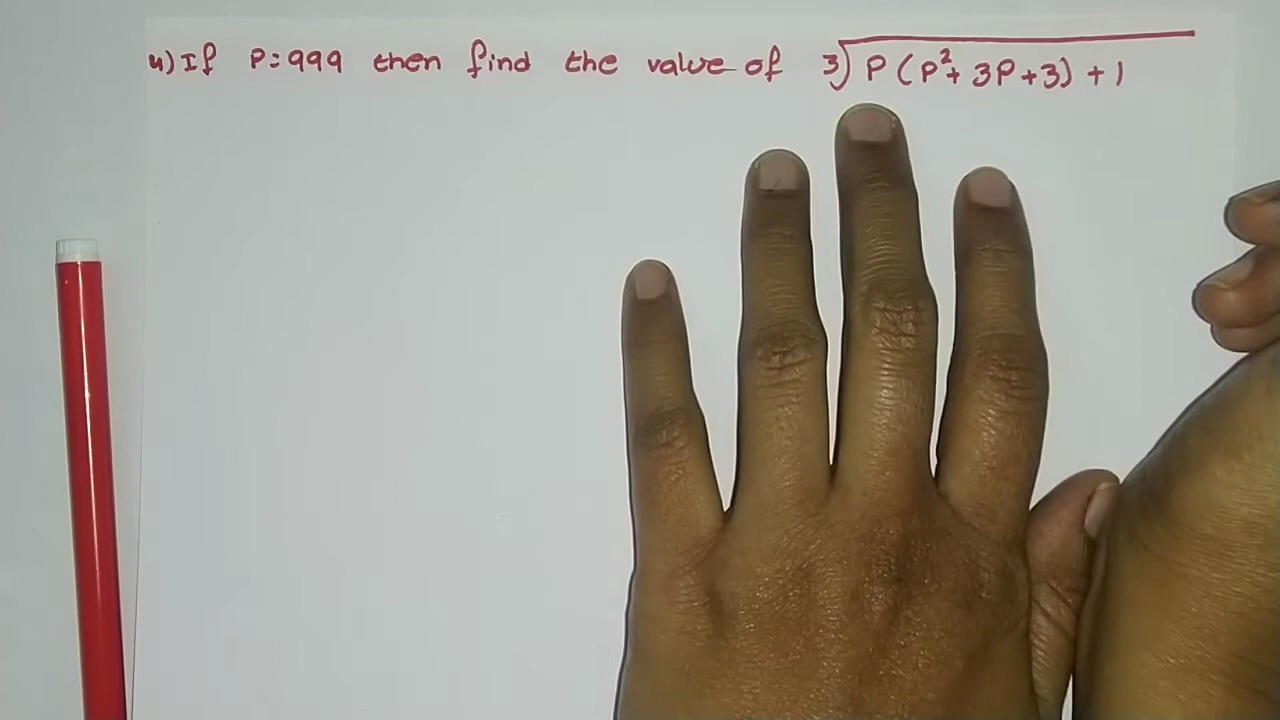 4) If P=999 then find the value of ∛(P(P²+3P+3)+1)